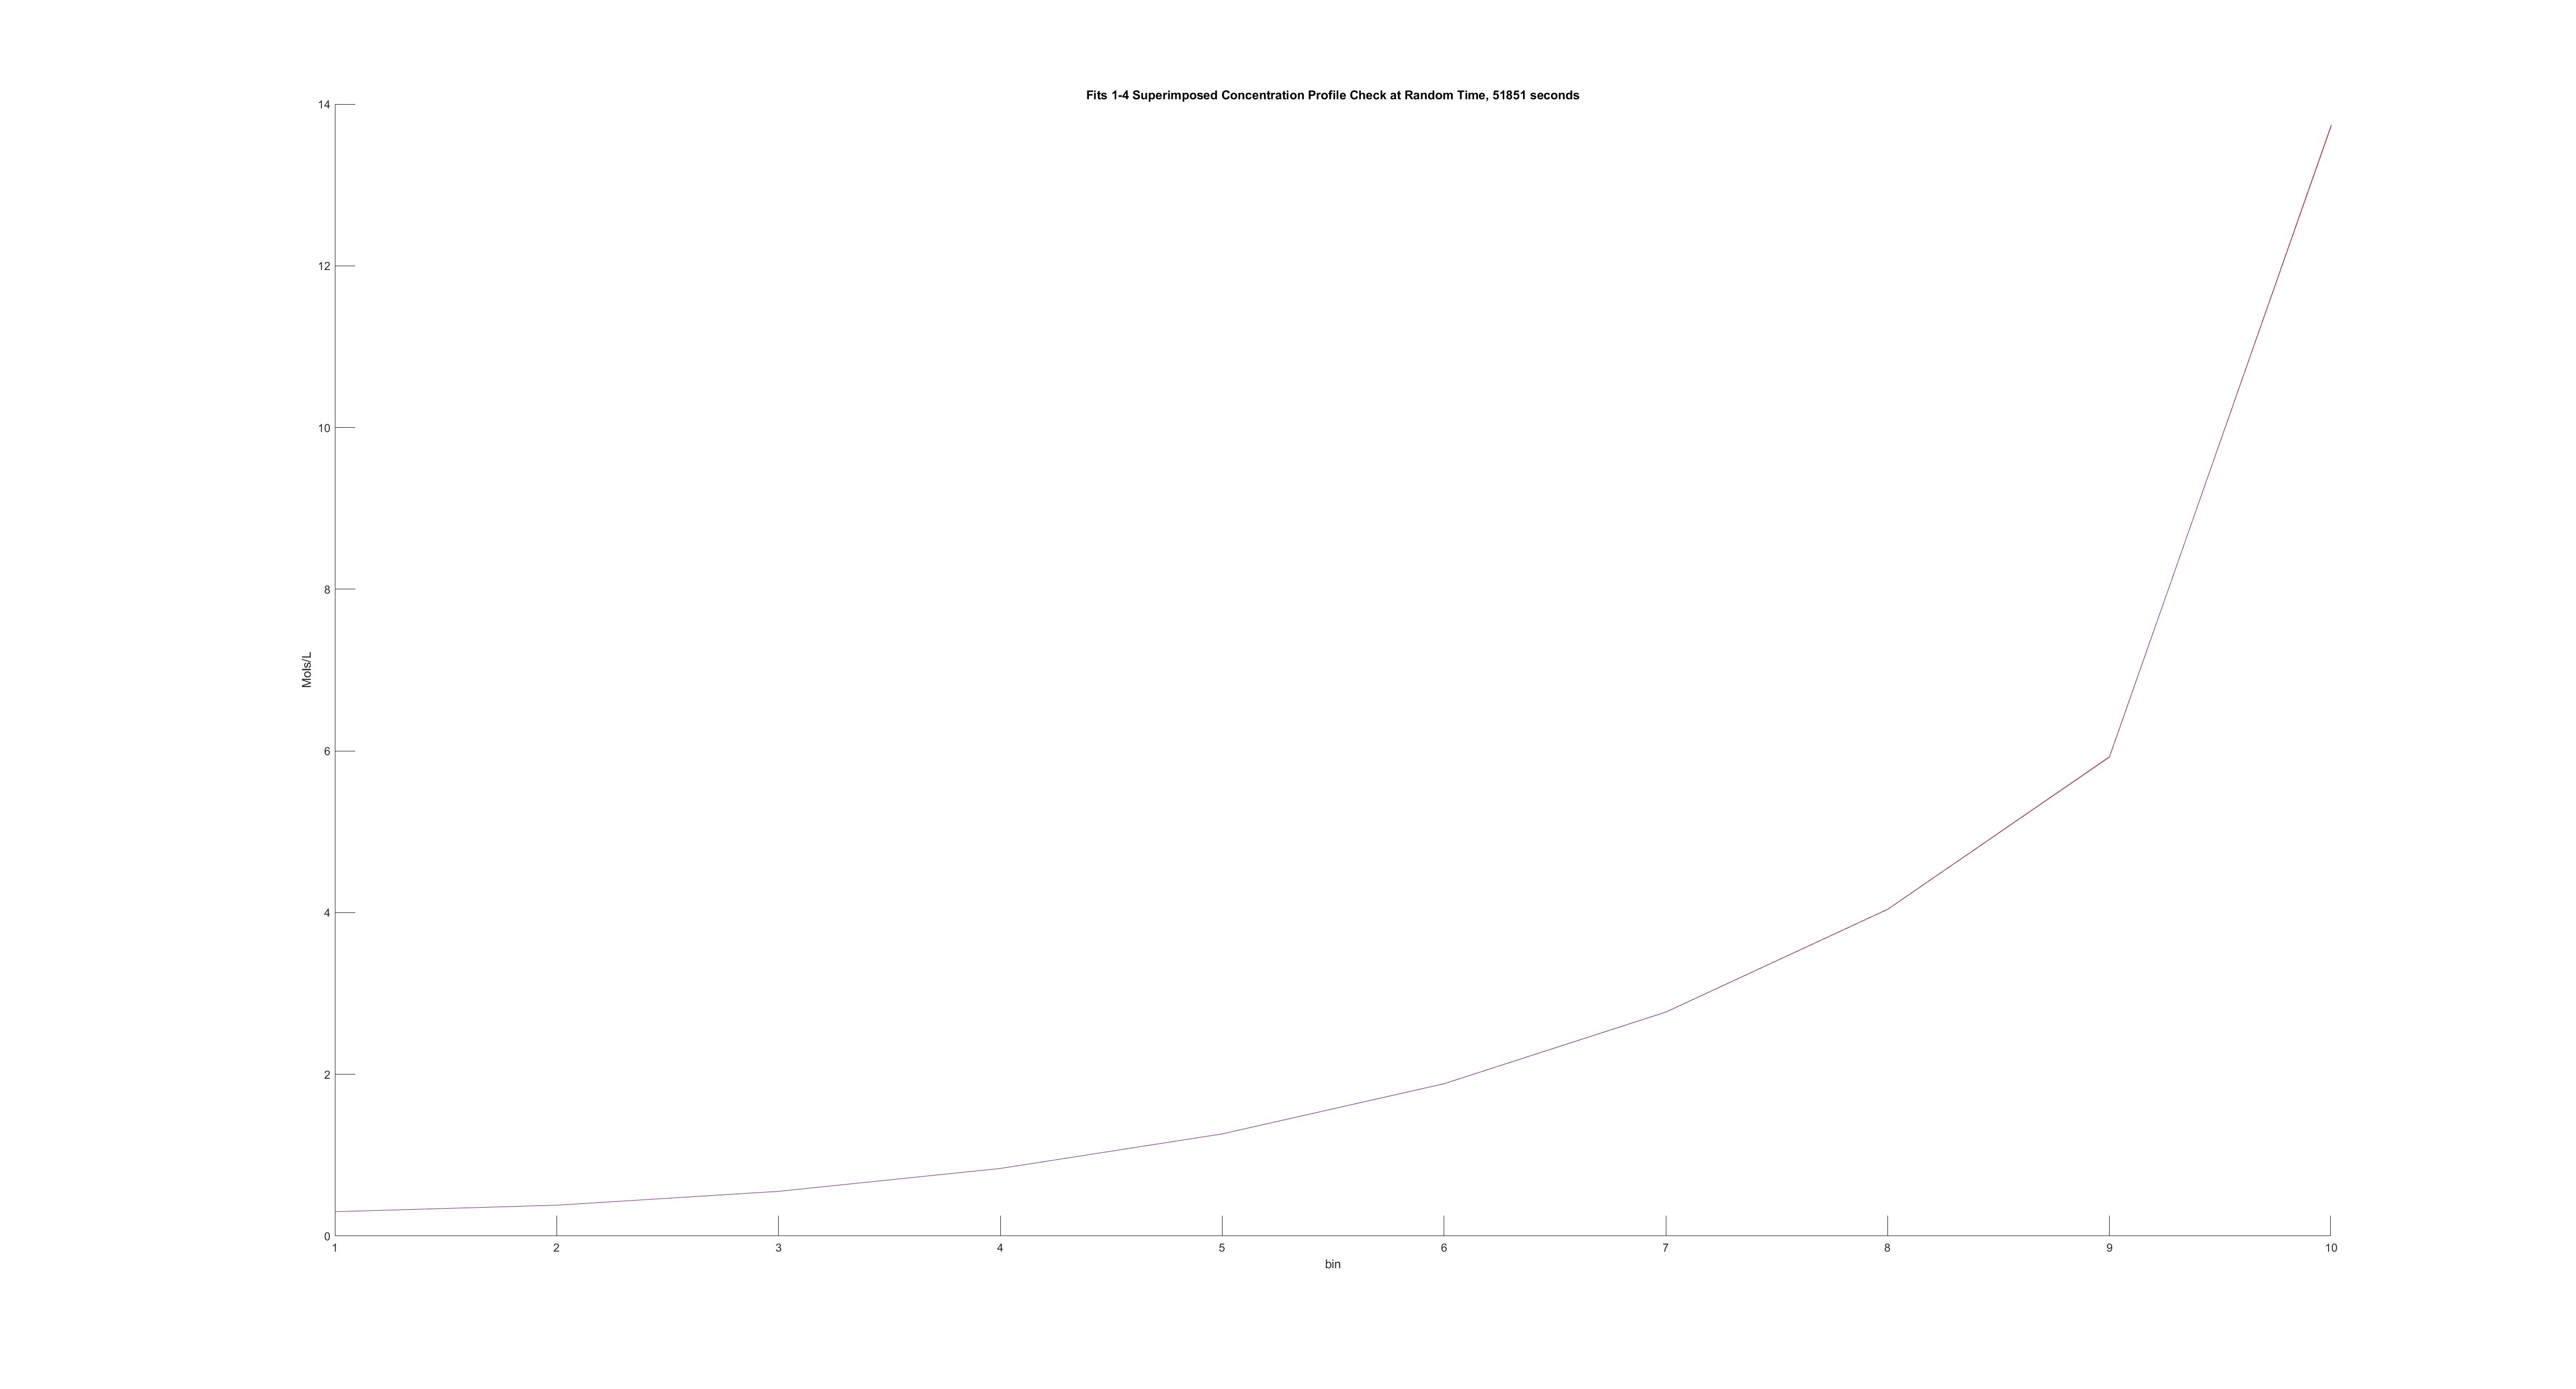 Fits 1-4 Superimposed Concentration Profile Check at Random Time, 51851 seconds
14
12
10
8
6
4
2
0
Mols/L
1 2 3 4 5 6 7 8 9 10
bin